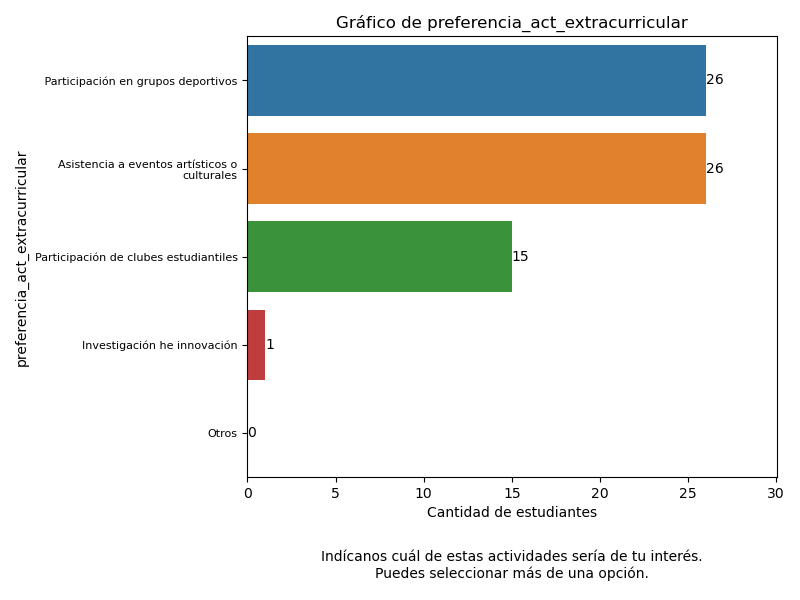 Gráfico de preferencia_act_extracurricular
preferencia_act_extracurricular
Participación en grupos deportivos
26
Asistencia a eventos artísticos o
culturales
26
Participación de clubes estudiantiles
15
Investigación he innovación
1
Otros
0
0 5 10 15 20 25 30
Cantidad de estudiantes
Indícanos cuál de estas actividades sería de tu interés.
Puedes seleccionar más de una opción.